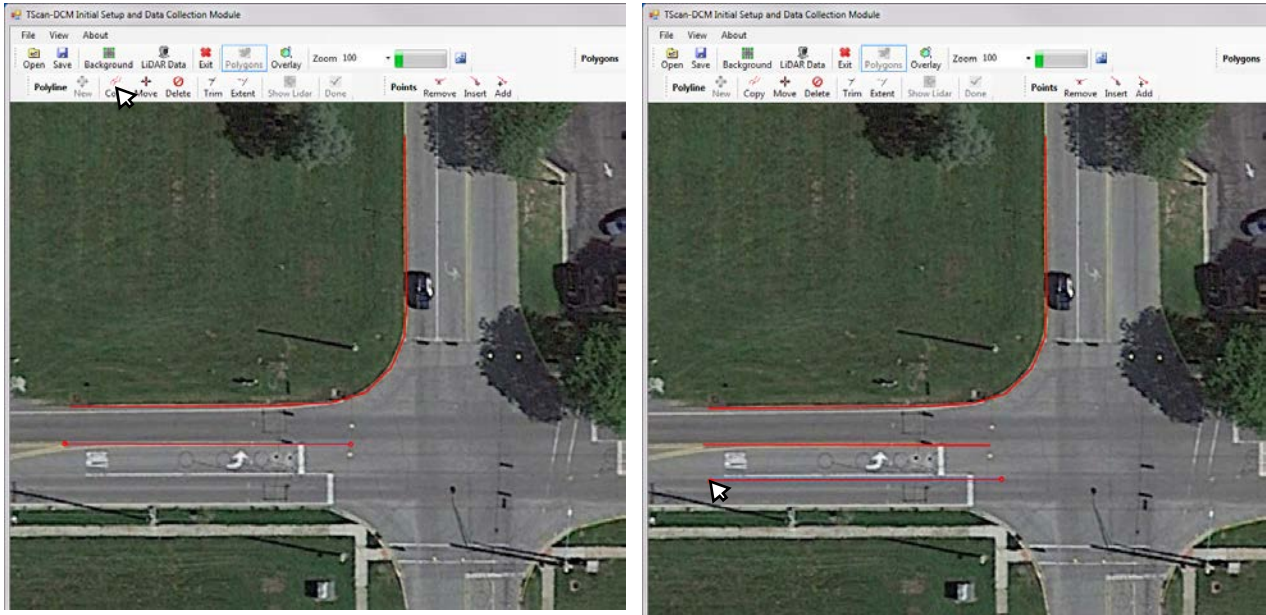 TScan-DCM Initial Setup and Data Collection Module
File View About
Open Save Background LiDAR Data Exit Polygons Overlay Zoom 100 Polygons
Polyline New Copy Move Delete Trim Extent Show Lidar Done Points Remove Insert Add
TScan-DCM Initial Setup and Data Collection Module
File View About
Open Save Background LiDAR Data Exit Polygons Overlay Zoom 100 Polygons
Polyline New Copy Move Delete Trim Extent Show Lidar Done Points Remove Insert Add